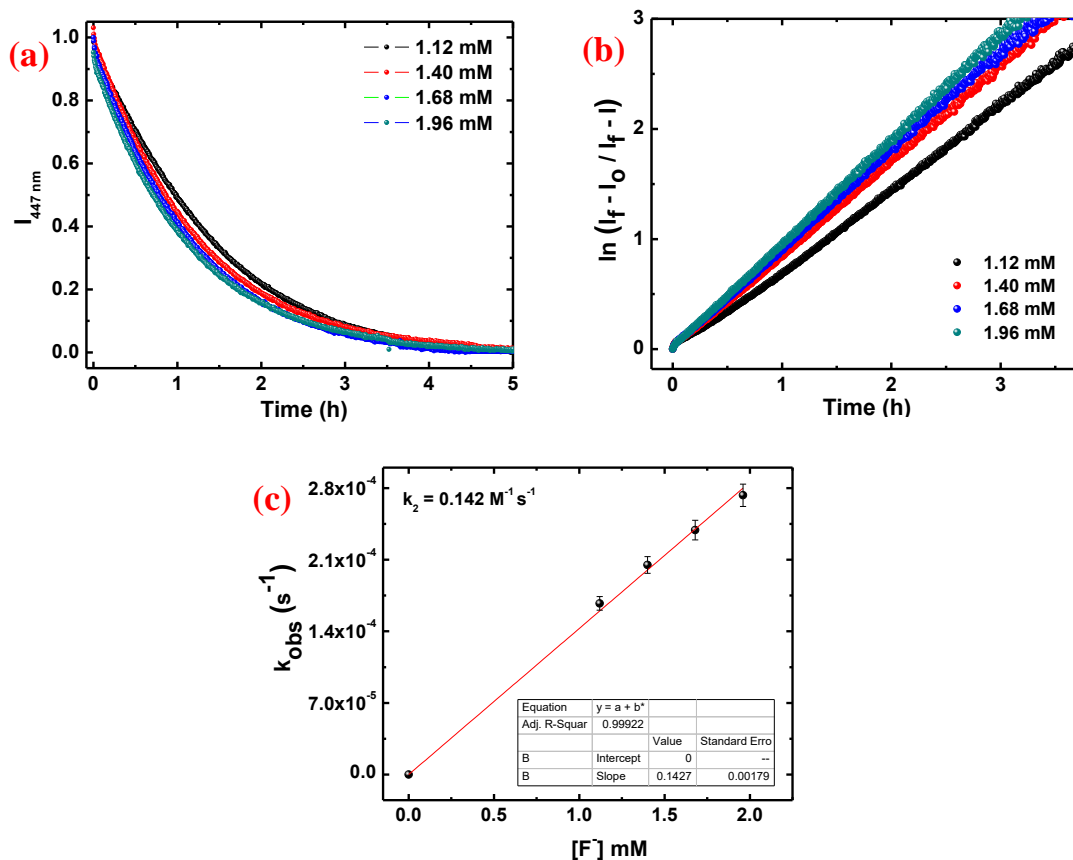 (a)
1.12 mM
1.40 mM
1.68 mM
1.96 mM
1.0
0.8
0.6
0.4
0.2
0.0
I447 nm
0 1 2 3 4 5
Time (h)
(b)
3
2
1
0
ln (If - Io / If - I)
1.12 mM
1.40 mM
1.68 mM
1.96 mM
0 1 2 3
Time (h)
(c)
k2 = 0.142 M-1 s-1
2.8x10-4
2.1x10-4
1.4x10-4
7.0x10-5
0.0
kobs (s-1)
Equation y = a + b*
Adj. R-Squar 0.99922
Value Standard Erro
B Intercept 0 --
B Slope 0.1427 0.00179
0.0 0.5 1.0 1.5 2.0
[F-] mM